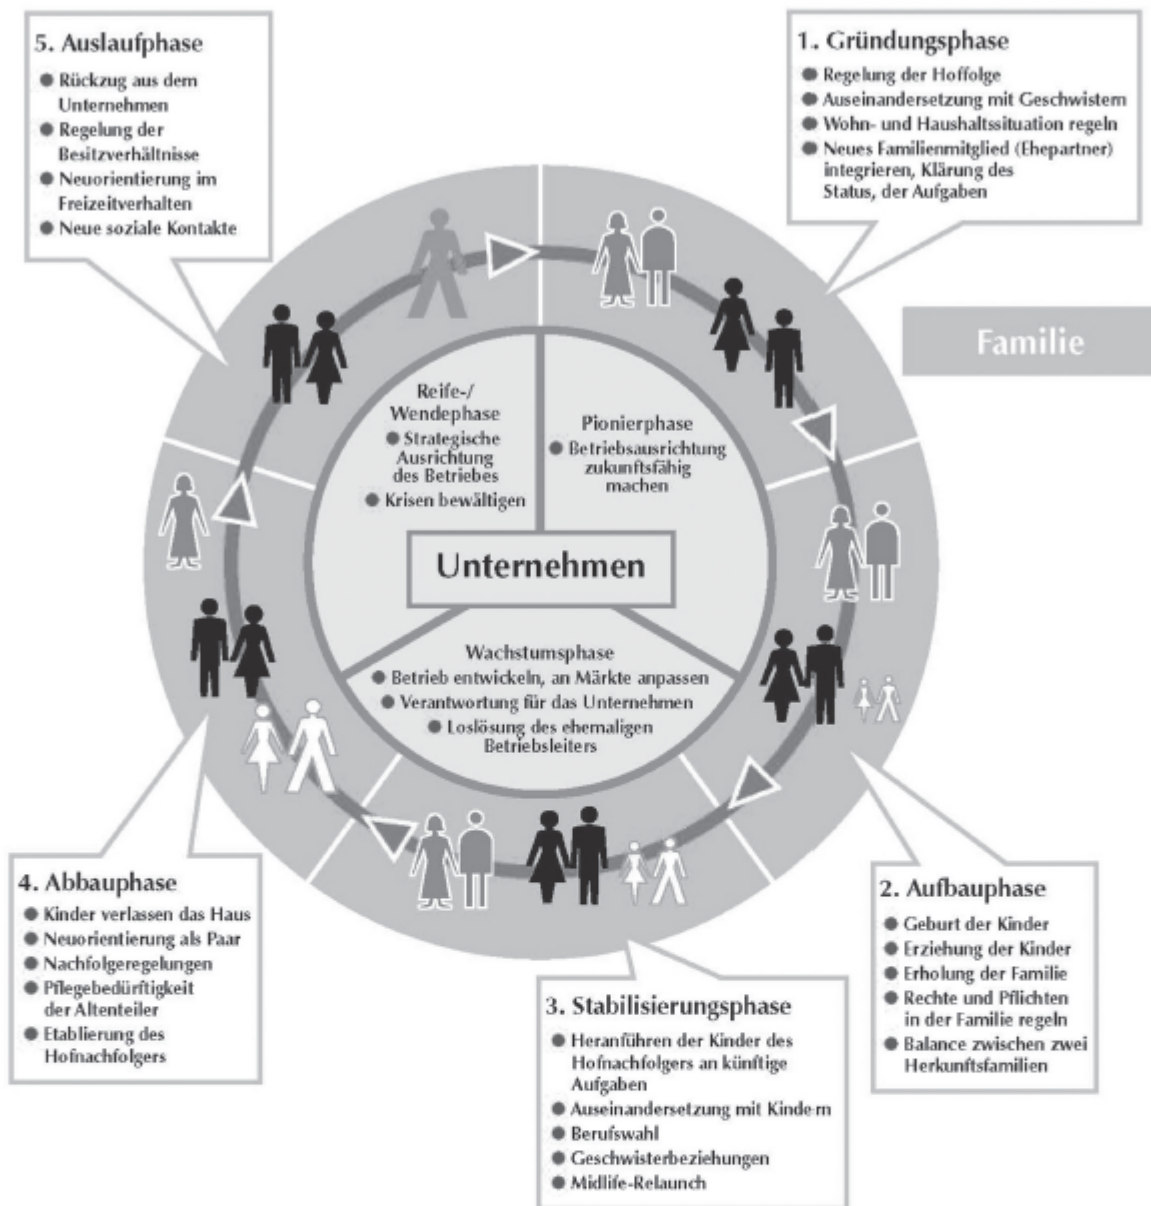 5. Auslaufphase
● Rückzug aus dem
Unternehmen
● Regelung der
Besitzverhältnisse
● Neuorientierung im
Freizeitverhalten
● Neue soziale Kontakte
1. Gründungsphase
● Regelung der Hoffolge
● Auseinandersetzung mit Geschwistern
● Wohn- und Haushaltssituation regeln
● Neues Familienmitglied (Ehepartner)
integrieren, Klärung des
Status, der Aufgaben
Familie
Reife-/
Wendephase
● Strategische
Ausrichtung
des Betriebes
● Krisen bewältigen
Pionierphase
● Betriebsausrichtung
zukunftsfähig
machen
Unternehmen
Wachstumsphase
● Betrieb entwickeln, an Märkte anpassen
● Verantwortung für das Unternehmen
● Loslösung des ehemaligen
Betriebsleiters
4. Abbauphase
● Kinder verlassen das Haus
● Neuorientierung als Paar
● Nachfolgeregelungen
● Pflegebedürftigkeit
der Altenteiler
● Etablierung des
Hofnachfolgers
2. Aufbauphase
● Geburt der Kinder
● Erziehung der Kinder
● Erholung der Familie
● Rechte und Pflichten
in der Familie regeln
● Balance zwischen zwei
Herkunftsfamilien
3. Stabilisierungsphase
● Heranführen der Kinder des
Hofnachfolgers an künftige
Aufgaben
● Auseinandersetzung mit Kindern
● Berufswahl
● Geschwisterbeziehungen
● Midlife-Relaunch